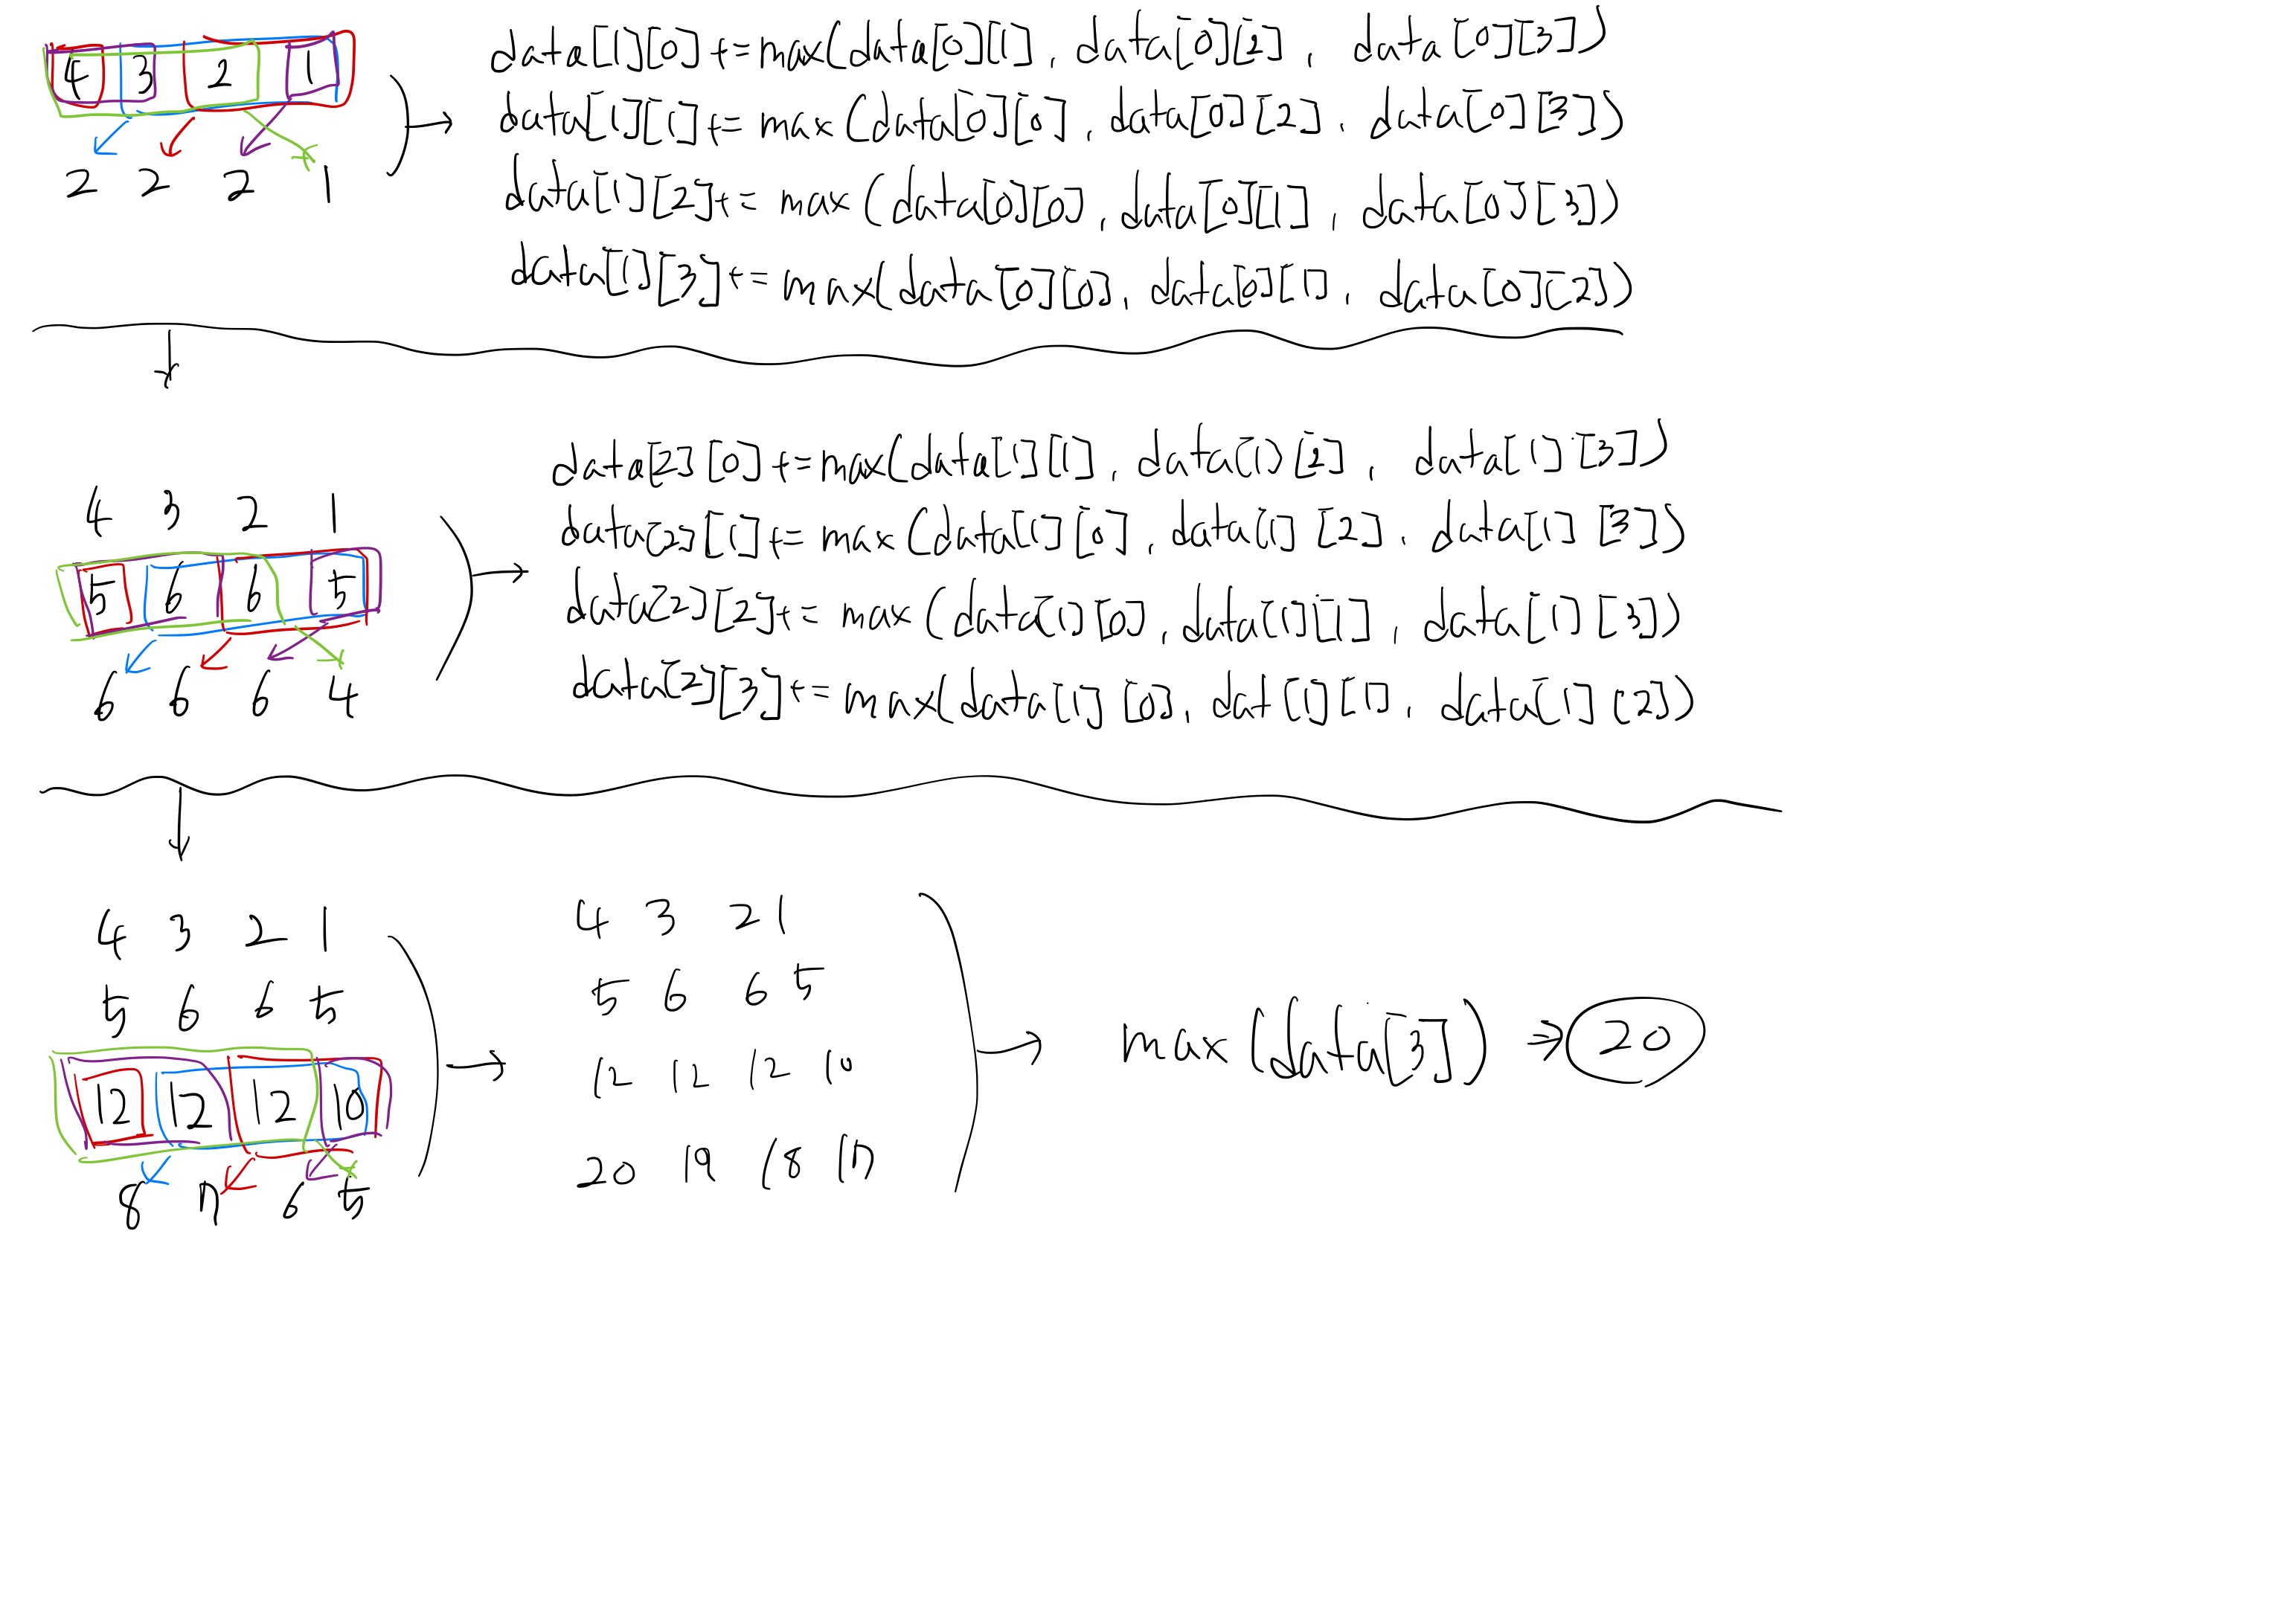 4 3 2 1
2 2 2 1
data[1][0] += max(data[0][1], data[0][2], data[0][3])
data[1][1] += max(data[0][0], data[0][2], data[0][3])
data[1][2] += max(data[0][0], data[0][1], data[0][3])
data[1][3] += max(data[0][0], data[0][1], data[0][2])
4 3 2 1
5 6 6 5
6 6 6 4
data[2][0] += max(data[1][1], data[1][2], data[1][3])
data[2][1] += max(data[1][0], data[1][2], data[1][3])
data[2][2] += max(data[1][0], data[1][1], data[1][3])
data[2][3] += max(data[1][0], dat[1][1], data[1][2])
4 3 2 1
5 6 6 5
12 12 12 10
8 7 6 5
4 3 2 1
5 6 6 5
12 12 12 10
20 19 18 17
max(data[3]) → 20